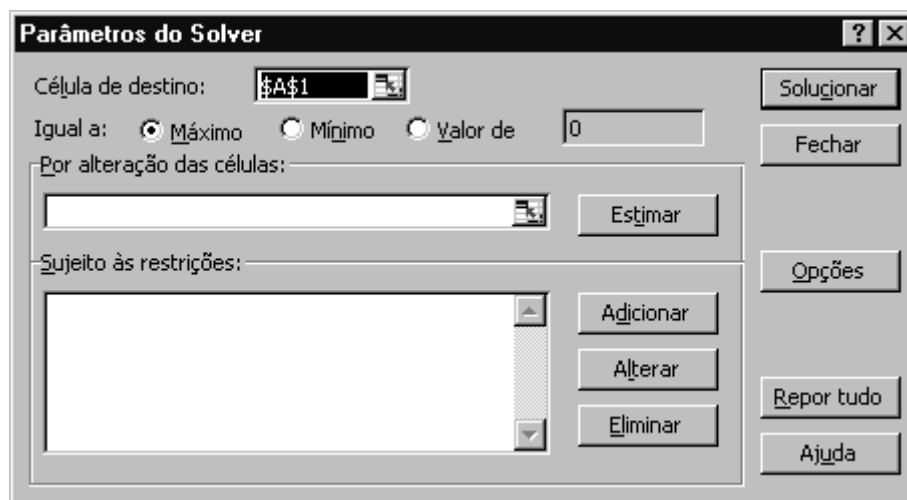 Parâmetros do Solver
Célula de destino: $A$1 Solucionar
Igual a: Máximo Mínimo Valor de 0 Fechar
Por alteração das células:
Estimar
Sujeito às restrições: Opções
Adicionar
Alterar
Repor tudo
Eliminar
Ajuda